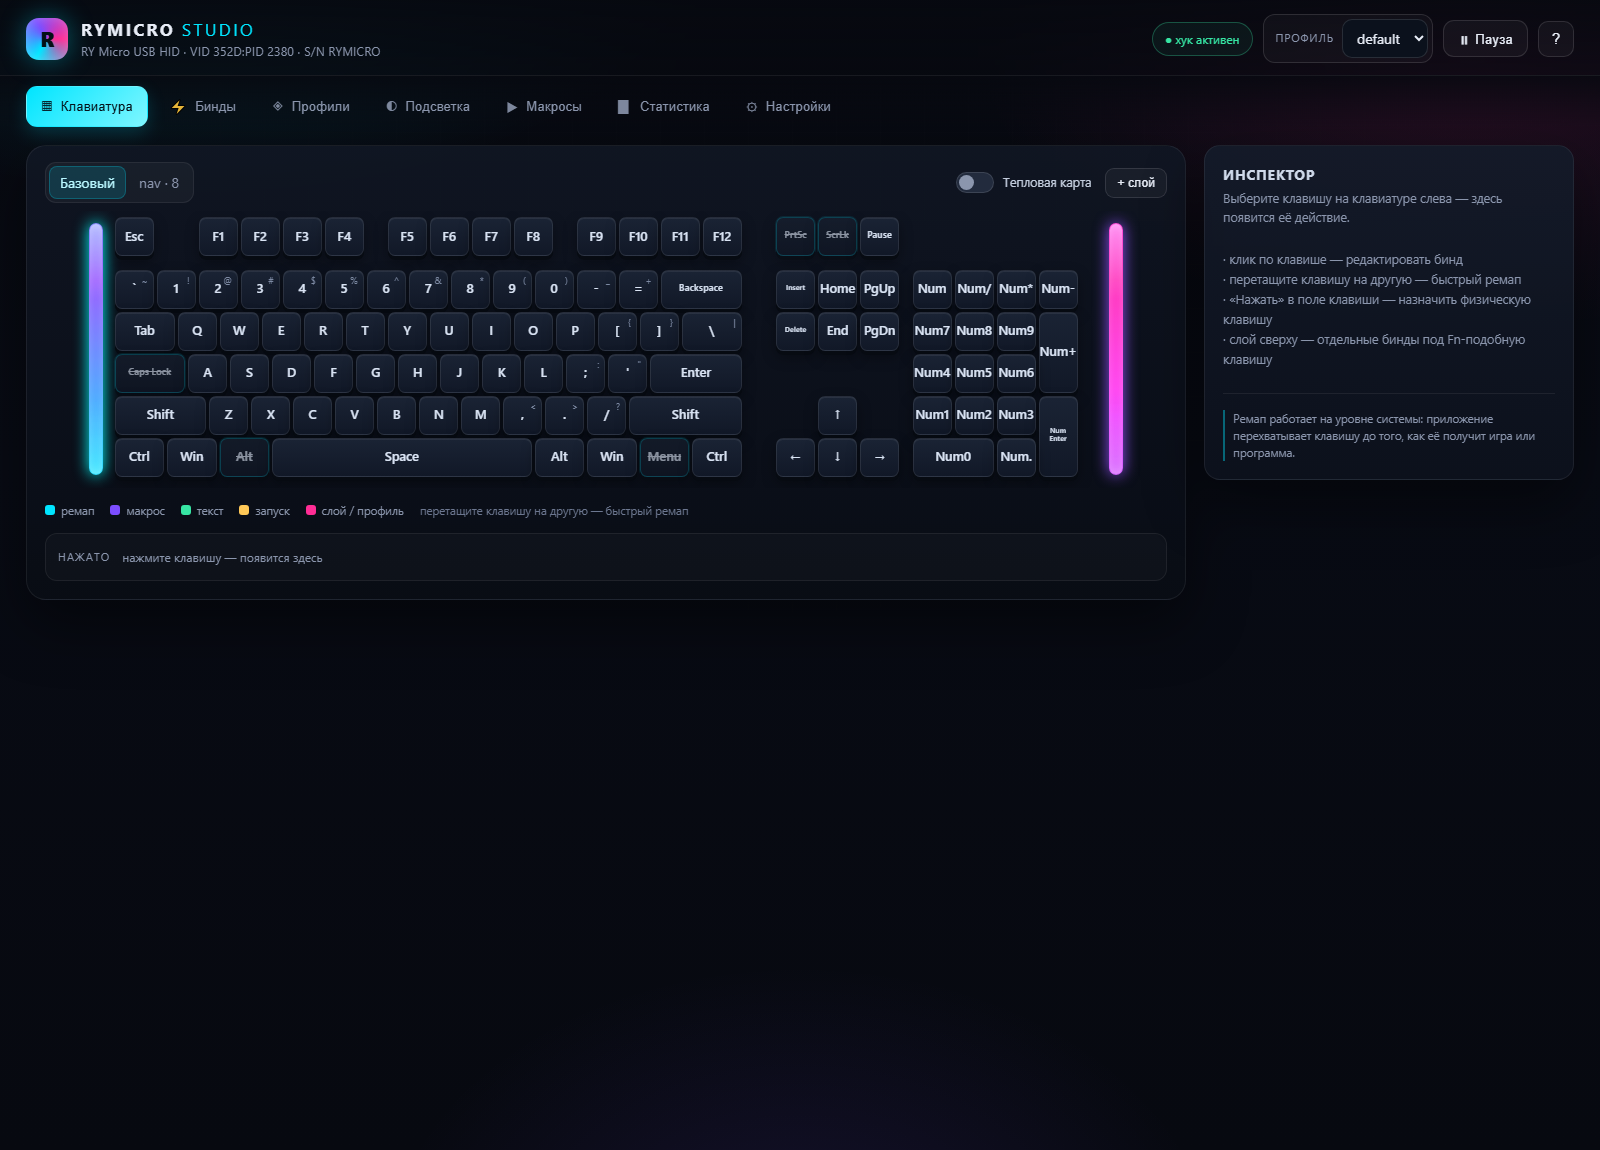 R
RYMICRO STUDIO
RY Micro USB HID · VID 352D:PID 2380 · S/N RYMICRO
● хук активен
ПРОФИЛЬ
default
Пауза
?
Клавиатура
Бинды
Профили
Подсветка
Макросы
Статистика
Настройки
Базовый
nav · 8
Тепловая карта
+ слой
Esc F1 F2 F3 F4 F5 F6 F7 F8 F9 F10 F11 F12 PrtSc ScrLk Pause
` ~ 1 ! 2 @ 3 # 4 $ 5 % 6 ^ 7 & 8 * 9 ( 0 ) - _ = + Backspace Insert Home PgUp Num Num/ Num* Num-
Tab Q W E R T Y U I O P [ { ] } \ | Delete End PgDn Num7 Num8 Num9 Num+
Caps Lock A S D F G H J K L ; : ' " Enter Num4 Num5 Num6
Shift Z X C V B N M , < . > / ? Shift ↑ Num1 Num2 Num3 Num Enter
Ctrl Win Alt Space Alt Win Menu Ctrl ← ↓ → Num0 Num.
ремап
макрос
текст
запуск
слой / профиль
перетащите клавишу на другую — быстрый ремап
НАЖАТО
нажмите клавишу — появится здесь
ИНСПЕКТОР
Выберите клавишу на клавиатуре слева — здесь
появится её действие.
· клик по клавише — редактировать бинд
· перетащите клавишу на другую — быстрый ремап
· «Нажать» в поле клавиши — назначить физическую
клавишу
· слой сверху — отдельные бинды под Fn-подобную
клавишу
Ремап работает на уровне системы: приложение
перехватывает клавишу до того, как её получит игра или
программа.